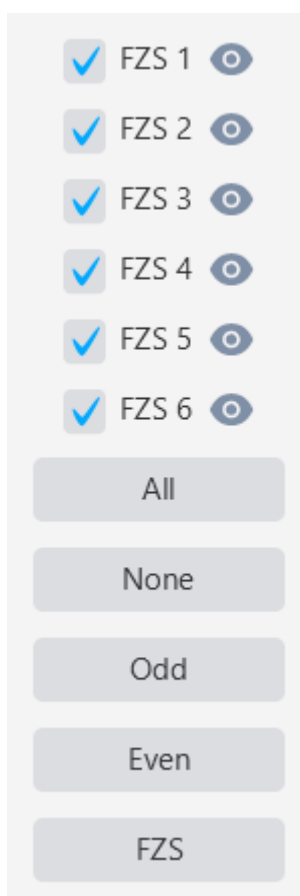 FZS 1
FZS 2
FZS 3
FZS 4
FZS 5
FZS 6
All
None
Odd
Even
FZS